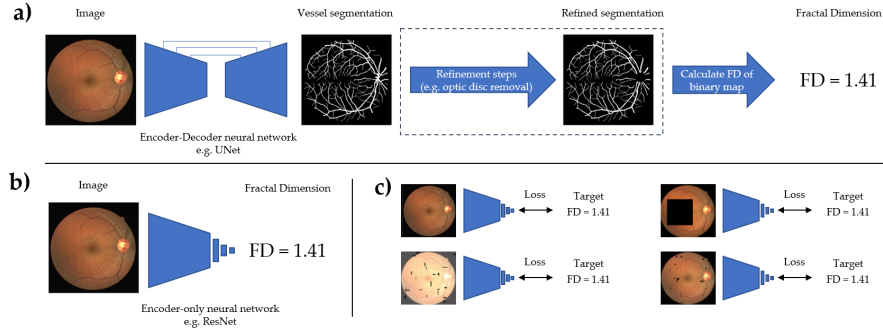 a)
Image
Vessel segmentation
Refined segmentation
Fractal Dimension
Refinement steps
(e.g. optic disc removal)
Calculate FD of
binary map
FD = 1.41
Encoder-Decoder neural network
e.g. UNet
b)
Image
Fractal Dimension
FD = 1.41
Encoder-only neural network
e.g. ResNet
c)
Loss
Target
FD = 1.41
Loss
Target
FD = 1.41
Loss
Target
FD = 1.41
Loss
Target
FD = 1.41